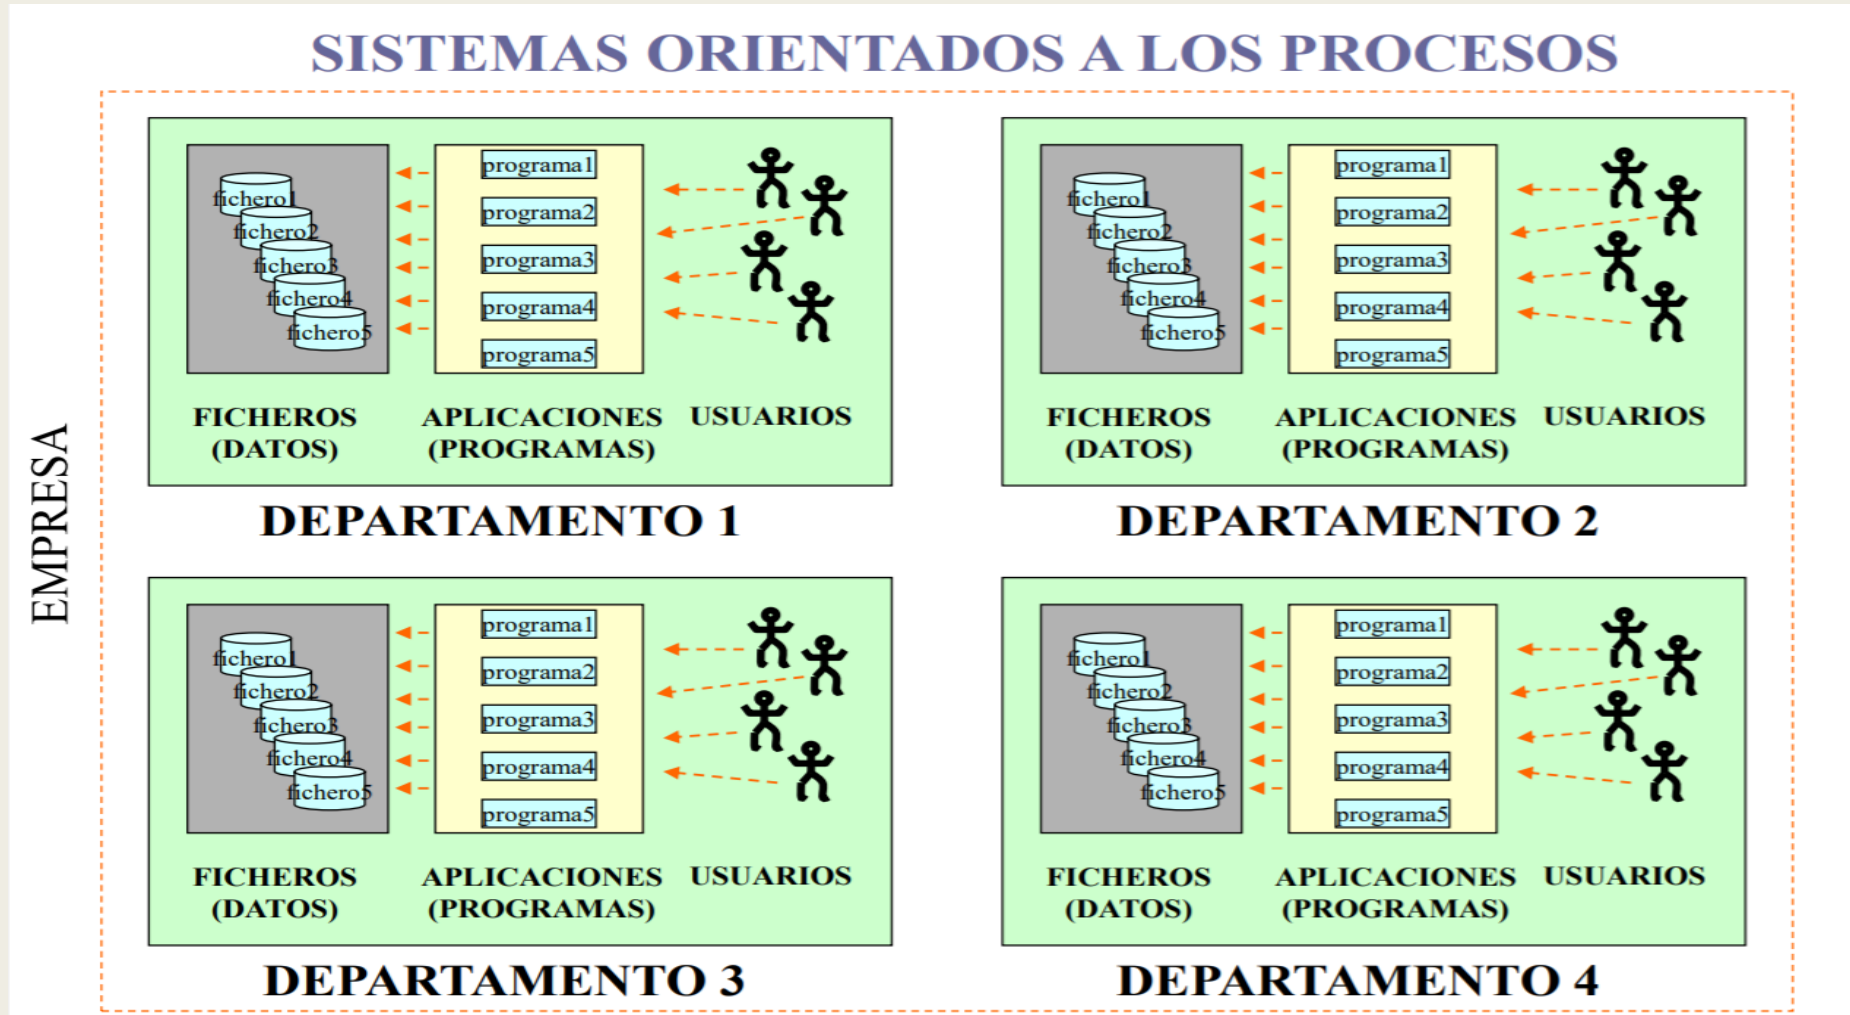 SISTEMAS ORIENTADOS A LOS PROCESOS
EMPRESA
fichero1
fichero2
fichero3
fichero4
fichero5
programa1
programa2
programa3
programa4
programa5
FICHEROS
(DATOS)
APLICACIONES
(PROGRAMAS)
USUARIOS
DEPARTAMENTO 1
fichero1
fichero2
fichero3
fichero4
fichero5
programa1
programa2
programa3
programa4
programa5
FICHEROS
(DATOS)
APLICACIONES
(PROGRAMAS)
USUARIOS
DEPARTAMENTO 2
fichero1
fichero2
fichero3
fichero4
fichero5
programa1
programa2
programa3
programa4
programa5
FICHEROS
(DATOS)
APLICACIONES
(PROGRAMAS)
USUARIOS
DEPARTAMENTO 3
fichero1
fichero2
fichero3
fichero4
fichero5
programa1
programa2
programa3
programa4
programa5
FICHEROS
(DATOS)
APLICACIONES
(PROGRAMAS)
USUARIOS
DEPARTAMENTO 4